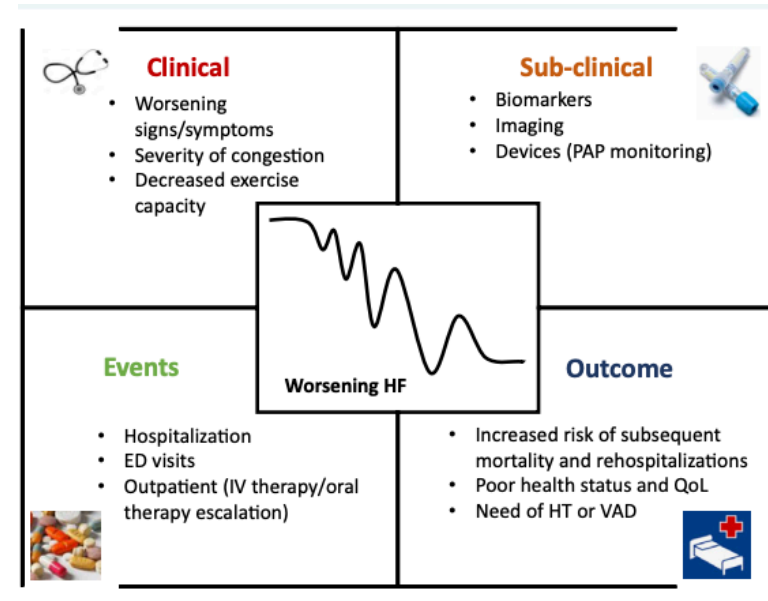 Clinical
• Worsening
signs/symptoms
• Severity of congestion
• Decreased exercise
capacity
Sub-clinical
• Biomarkers
• Imaging
• Devices (PAP monitoring)
Worsening HF
Events
• Hospitalization
• ED visits
• Outpatient (IV therapy/oral
therapy escalation)
Outcome
• Increased risk of subsequent
mortality and rehospitalizations
• Poor health status and QoL
• Need of HT or VAD